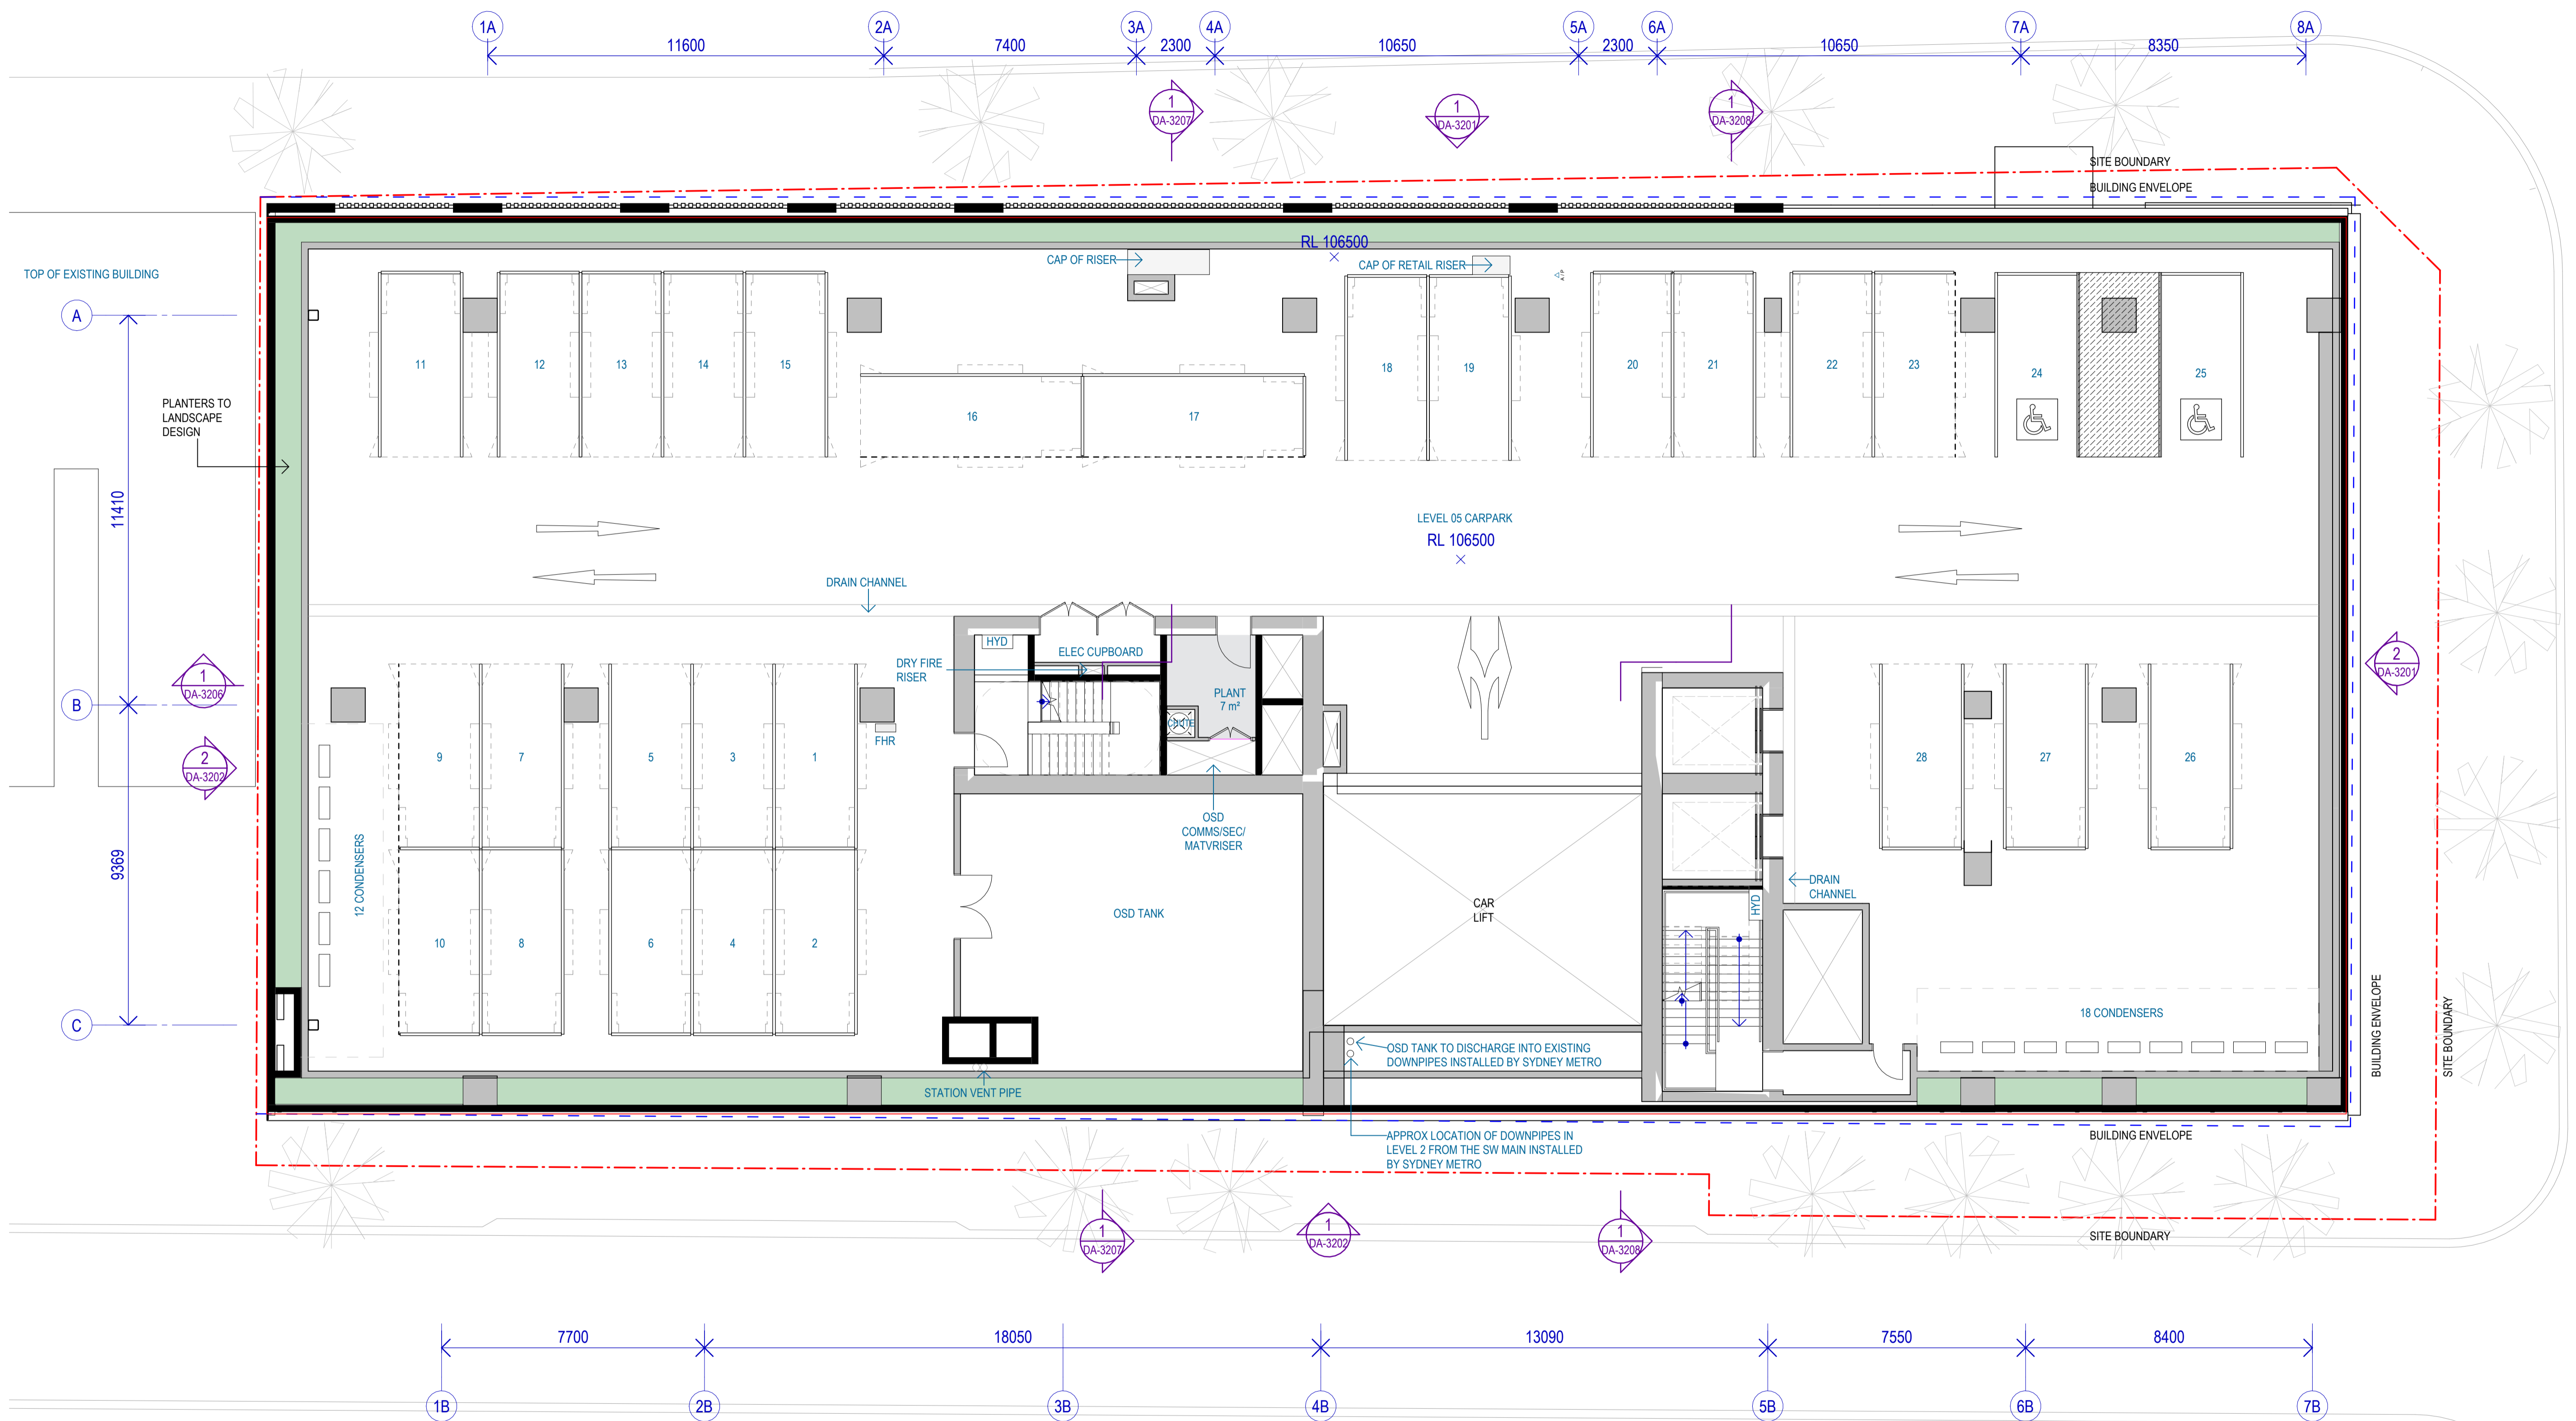 1A
2A
3A
4A
5A
6A
7A
8A
11600
7400
2300
10650
2300
10650
8350
1
DA-3207
1
DA-3201
1
DA-3208
SITE BOUNDARY
BUILDING ENVELOPE
RL 106500
CAP OF RISER
CAP OF RETAIL RISER
TOP OF EXISTING BUILDING
A
11
12
13
14
15
16
17
18
19
20
21
22
23
24
25
PLANTERS TO
LANDSCAPE
DESIGN
11410
LEVEL 05 CARPARK
RL 106500
DRAIN CHANNEL
HYD
ELEC CUPBOARD
DRY FIRE
RISER
PLANT
7 m²
FHR
1
DA-3206
B
2
DA-3202
2
DA-3201
9
7
5
3
1
28
27
26
12 CONDENSERS
9369
OSD
COMMS/SEC/
MATVRISER
DRAIN
CHANNEL
HYD
CAR
LIFT
OSD TANK
10
8
6
4
2
C
18 CONDENSERS
BUILDING ENVELOPE
SITE BOUNDARY
OSD TANK TO DISCHARGE INTO EXISTING
DOWNPIPES INSTALLED BY SYDNEY METRO
STATION VENT PIPE
APPROX LOCATION OF DOWNPIPES IN
LEVEL 2 FROM THE SW MAIN INSTALLED
BY SYDNEY METRO
BUILDING ENVELOPE
1
DA-3207
1
DA-3202
1
DA-3208
SITE BOUNDARY
7700
18050
13090
7550
8400
1B
2B
3B
4B
5B
6B
7B